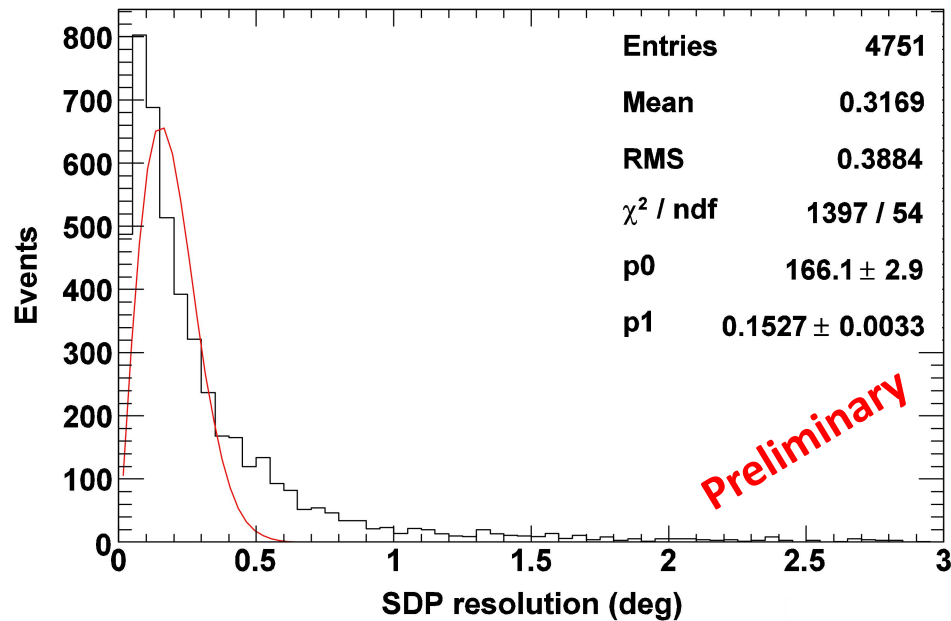 Entries 4751
Mean 0.3169
RMS 0.3884
χ² / ndf 1397 / 54
p0 166.1 ± 2.9
p1 0.1527 ± 0.0033
Preliminary
Events
800
700
600
500
400
300
200
100
0
0 0.5 1 1.5 2 2.5 3
SDP resolution (deg)